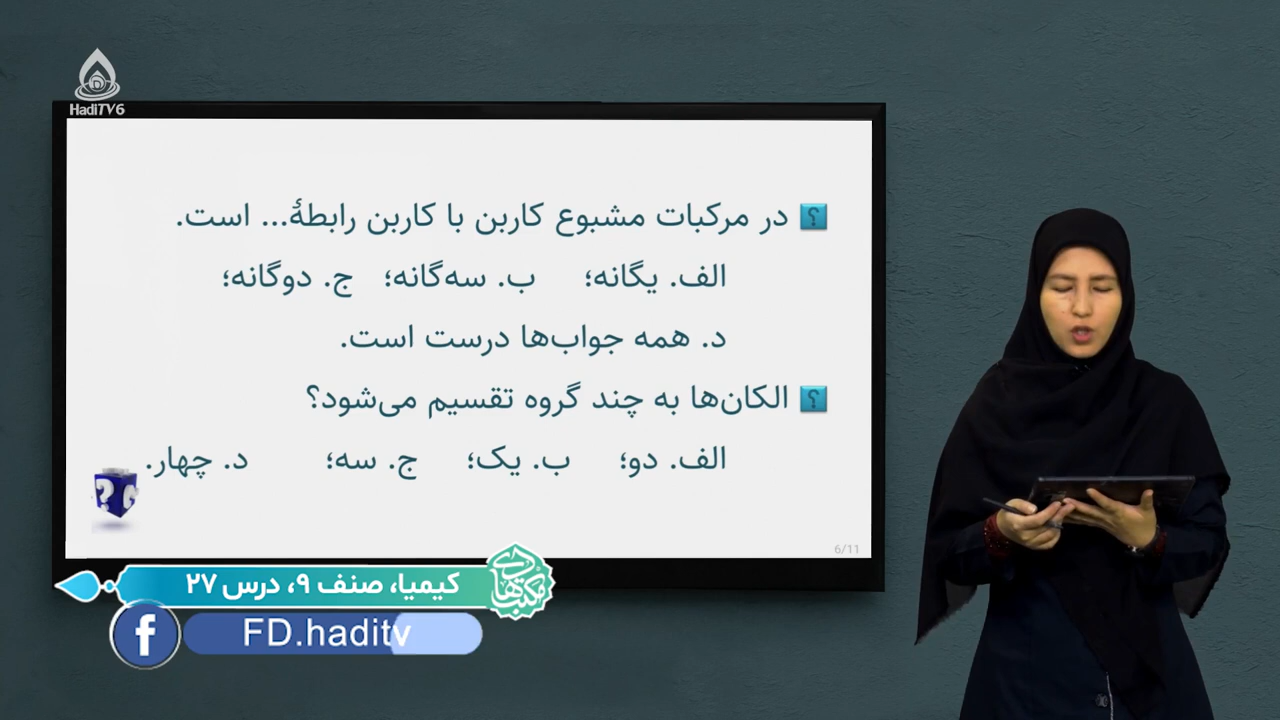 HadiTV6
در مرکبات مشبوع کاربن با کاربن رابطهٔ... است.
الف. یگانه؛ ب. سه‌گانه؛ ج. دوگانه؛
د. همه جواب‌ها درست است.
الکان‌ها به چند گروه تقسیم می‌شود؟
الف. دو؛ ب. یک؛ ج. سه؛ د. چهار.
6/11
کیمیا، صنف ۹، درس ۲۷
مکتب‌هادی
FD.haditv